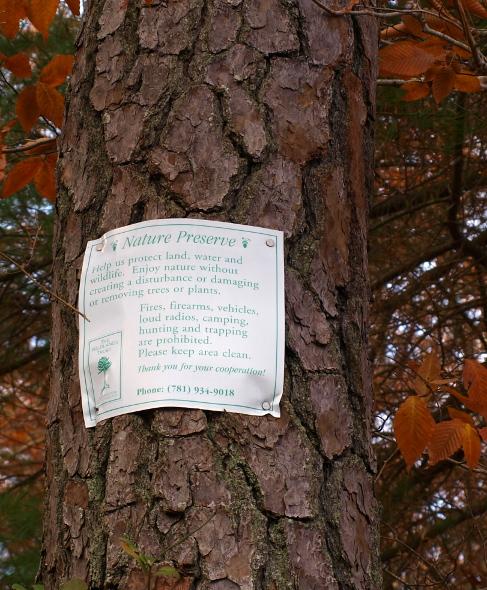 Nature Preserve
Help us protect land, water and
wildlife. Enjoy nature without
creating a disturbance or damaging
or removing trees or plants.
Fires, firearms, vehicles,
loud radios, camping,
hunting and trapping
are prohibited.
Please keep area clean.
Thank you for your cooperation!
Phone: (781) 934-9018